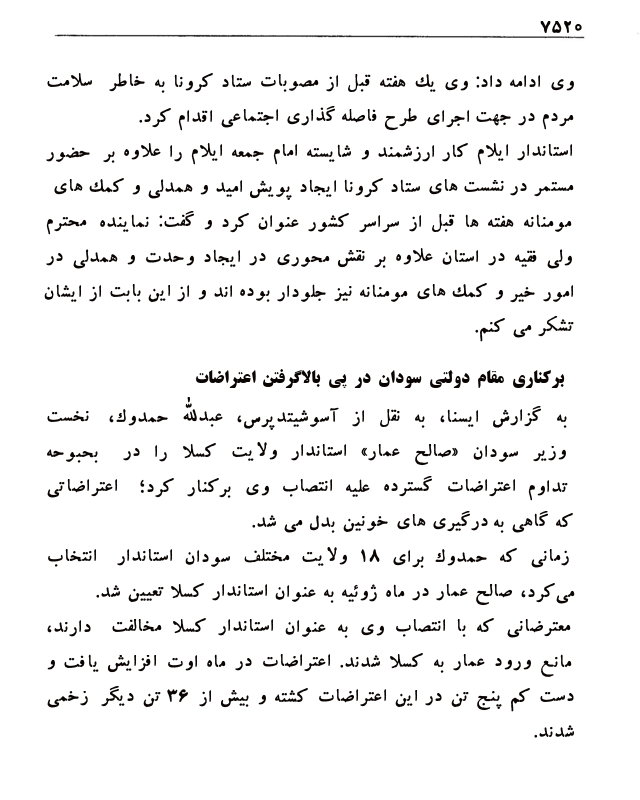 ۷۵۲۰
وی ادامه داد: وی یك هفته قبل از مصوبات ستاد کرونا به خاطر سلامت
مردم در جهت اجرای طرح فاصله گذاری اجتماعی اقدام کرد.
استاندار ایلام کار ارزشمند و شایسته امام جمعه ایلام را علاوه بر حضور
مستمر در نشست های ستاد کرونا ایجاد پویش امید و همدلی و کمك های
مومنانه هفته ها قبل از سراسر کشور عنوان کرد و گفت: نماینده محترم
ولی فقیه در استان علاوه بر نقش محوری در ایجاد وحدت و همدلی در
امور خیر و کمك های مومنانه نیز جلودار بوده اند و از این بابت از ایشان
تشکر می کنم.
برکناری مقام دولتی سودان در پی بالاگرفتن اعتراضات
به گزارش ایسنا، به نقل از آسوشیتدپرس، عبدالله حمدوك، نخست
وزیر سودان «صالح عمار» استاندار ولایت کسلا را در بحبوحه
تداوم اعتراضات گسترده علیه انتصاب وی برکنار کرد؛ اعتراضاتی
که گاهی به درگیری های خونین بدل می شد.
زمانی که حمدوك برای ۱۸ ولایت مختلف سودان استاندار انتخاب
می‌کرد، صالح عمار در ماه ژوئیه به عنوان استاندار کسلا تعیین شد.
معترضانی که با انتصاب وی به عنوان استاندار کسلا مخالفت دارند،
مانع ورود عمار به کسلا شدند. اعتراضات در ماه اوت افزایش یافت و
دست کم پنج تن در این اعتراضات کشته و بیش از ۳۶ تن دیگر زخمی
شدند.